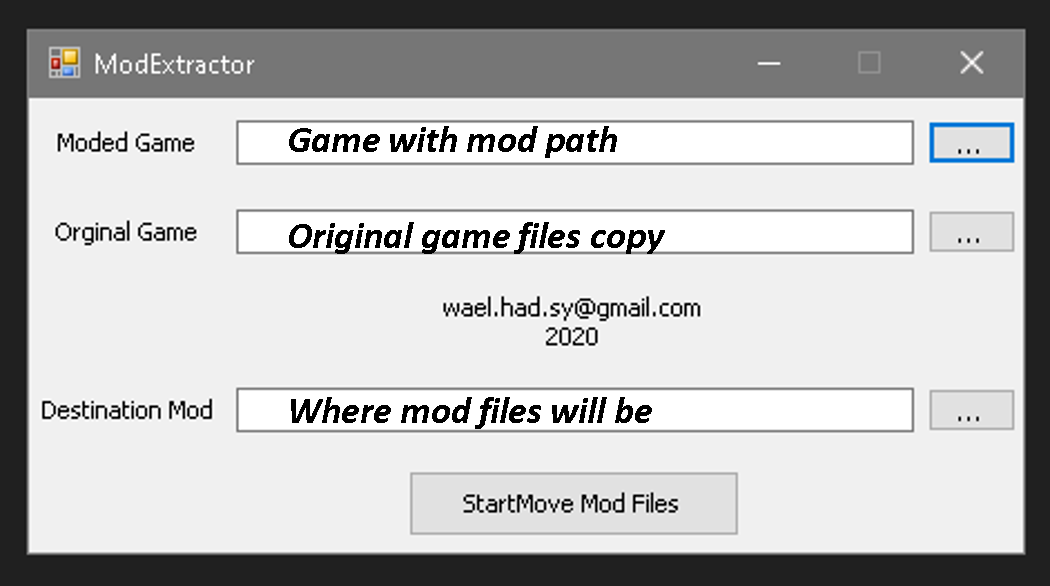 ModExtractor
Moded Game Game with mod path ...
Orginal Game Original game files copy ...
wael.had.sy@gmail.com
2020
Destination Mod Where mod files will be ...
StartMove Mod Files